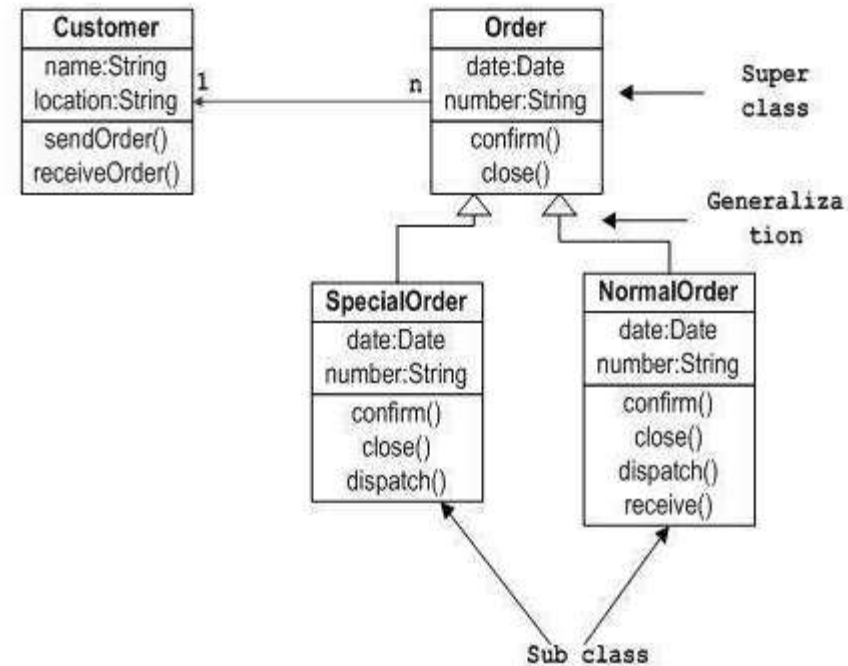 Customer
name:String
location:String
sendOrder()
receiveOrder()
1
n
Order
date:Date
number:String
confirm()
close()
Super
class
Generaliza
tion
SpecialOrder
date:Date
number:String
confirm()
close()
dispatch()
NormalOrder
date:Date
number:String
confirm()
close()
dispatch()
receive()
Sub class